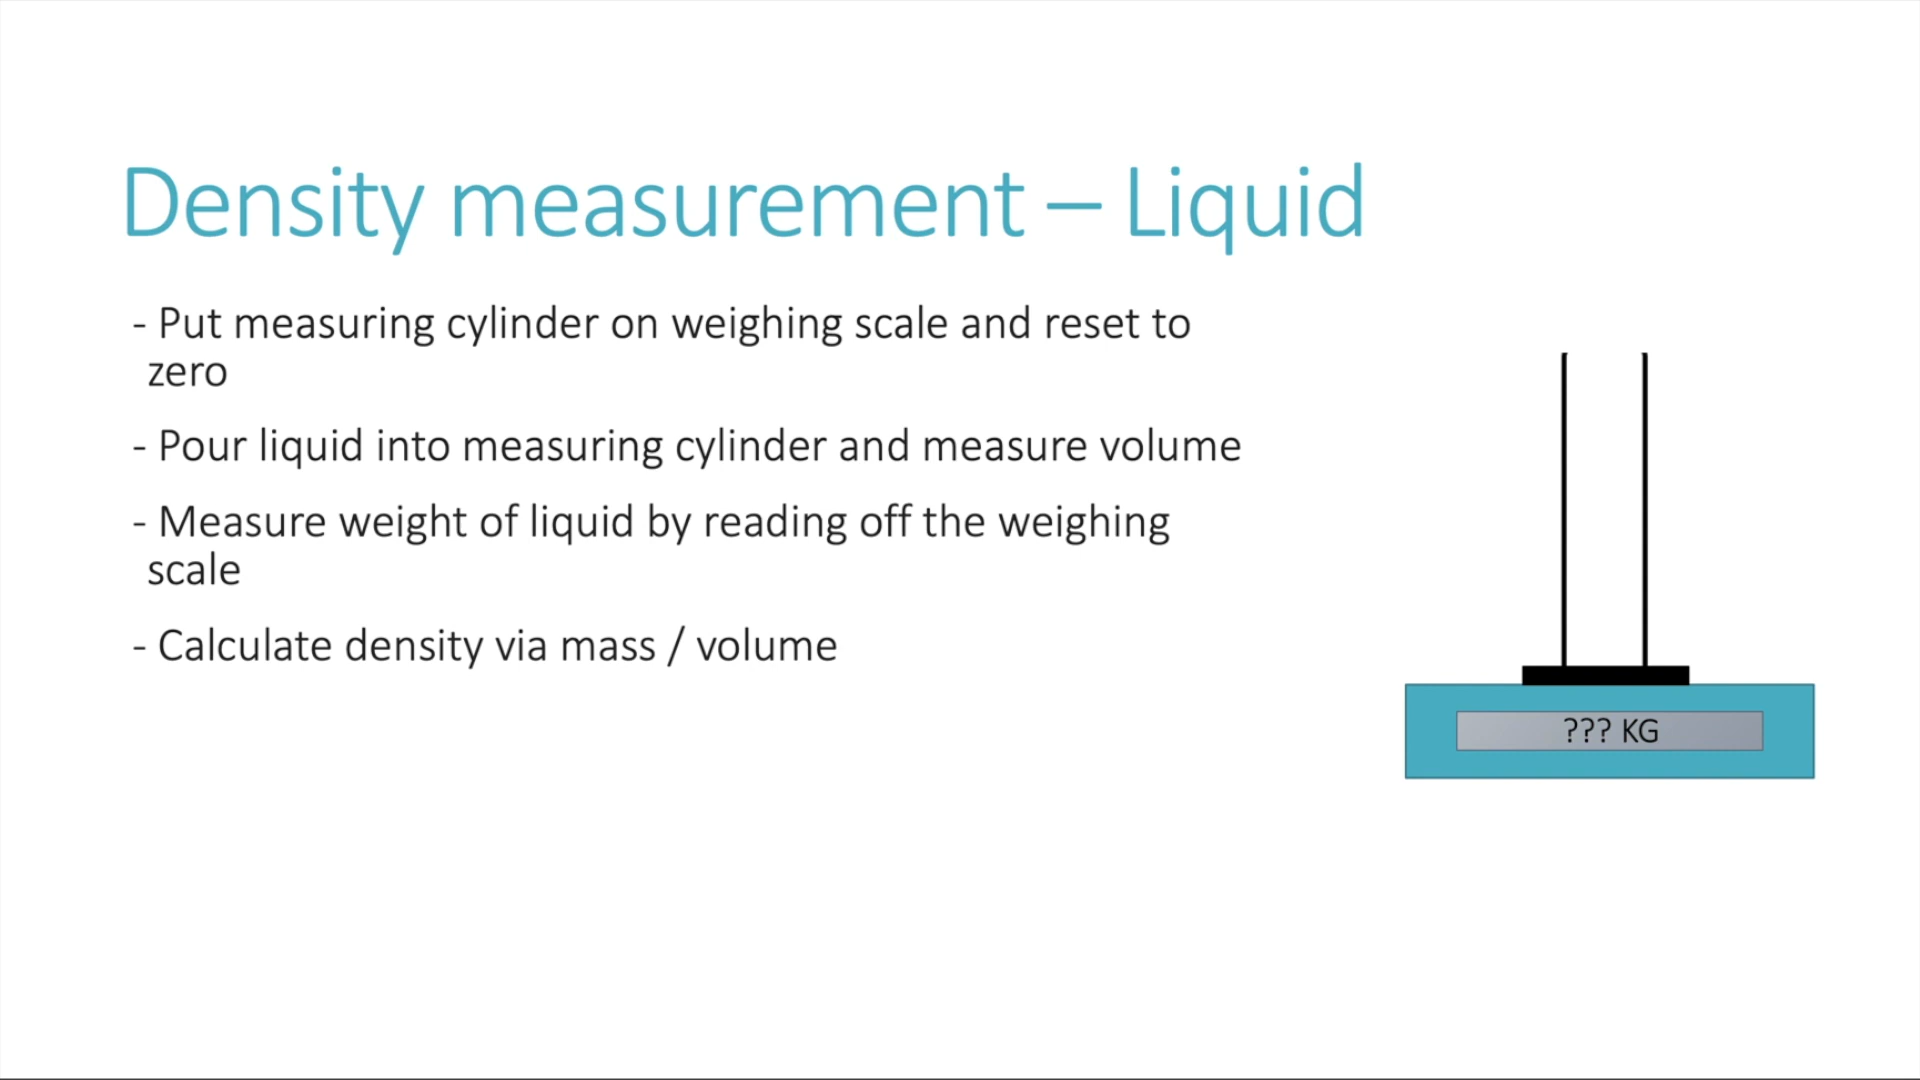 Density measurement – Liquid
- Put measuring cylinder on weighing scale and reset to
zero
- Pour liquid into measuring cylinder and measure volume
- Measure weight of liquid by reading off the weighing
scale
- Calculate density via mass / volume
??? KG